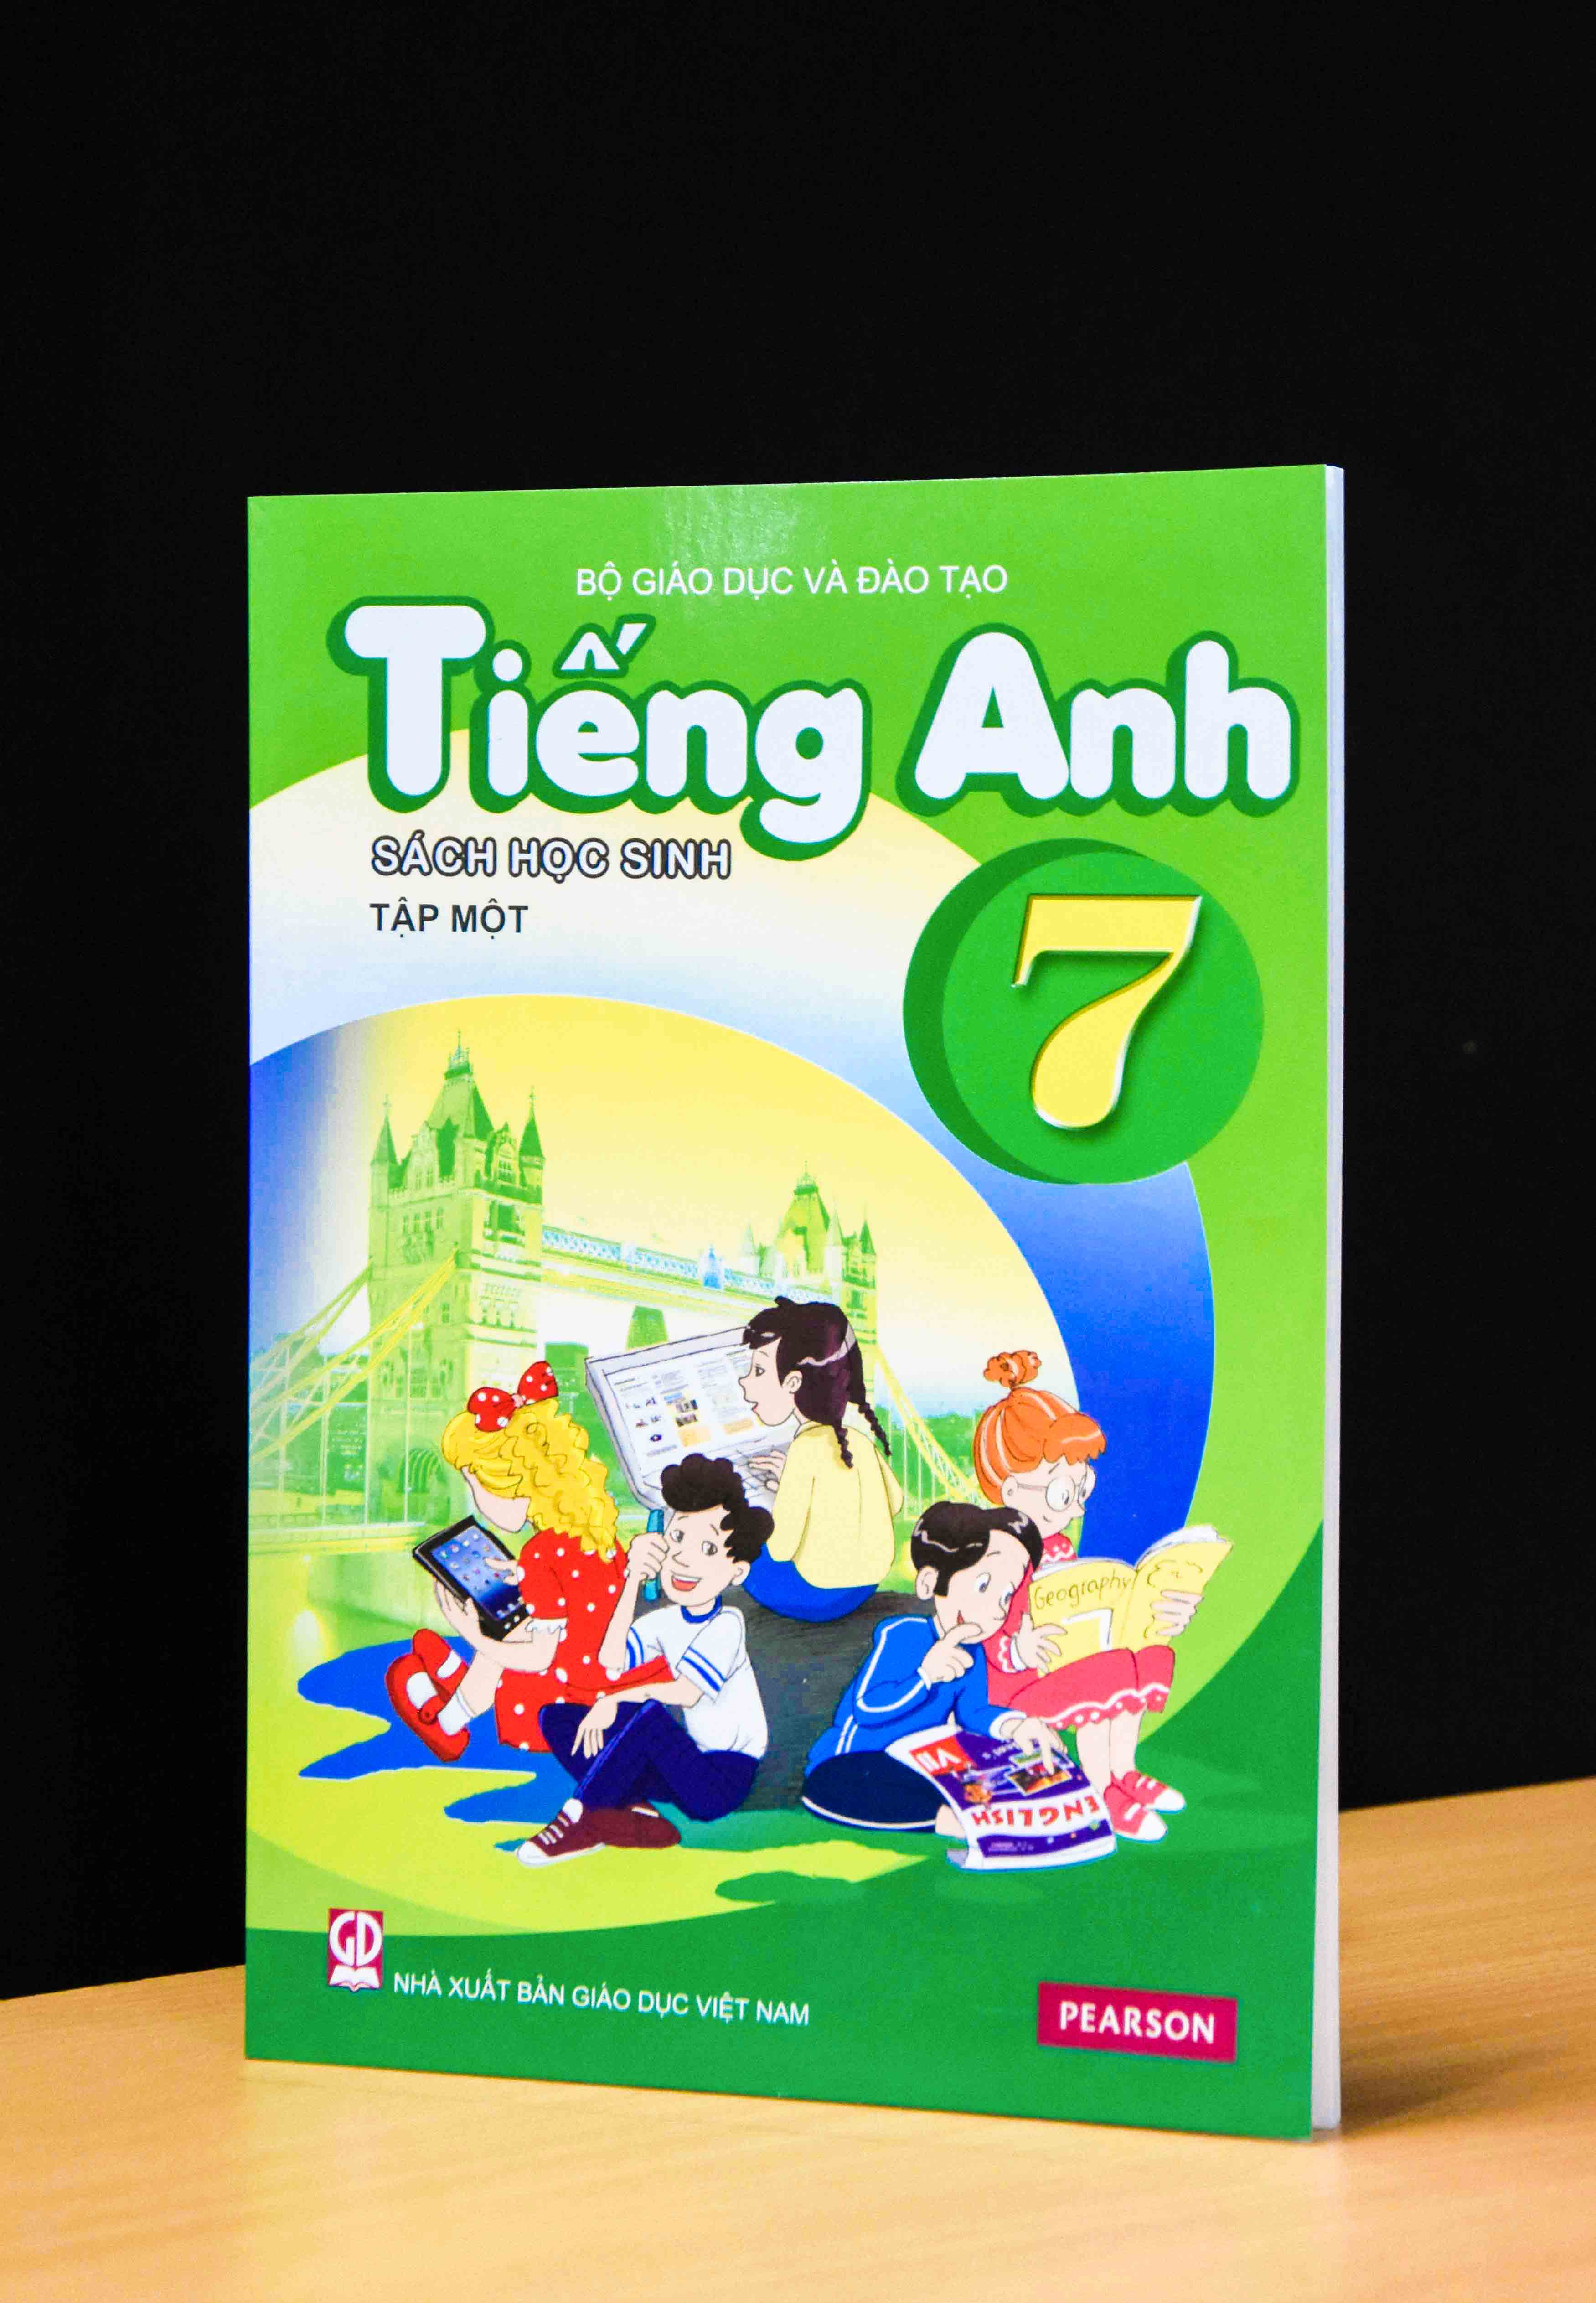 BỘ GIÁO DỤC VÀ ĐÀO TẠO
Tiếng Anh
SÁCH HỌC SINH
TẬP MỘT
7
Geography
7
VII
ENGLISH
GD
NHÀ XUẤT BẢN GIÁO DỤC VIỆT NAM
PEARSON